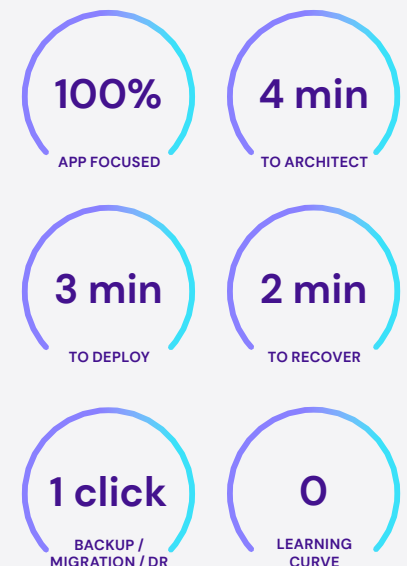 100%
APP FOCUSED
4 min
TO ARCHITECT
3 min
TO DEPLOY
2 min
TO RECOVER
1 click
BACKUP /
MIGRATION / DR
0
LEARNING
CURVE